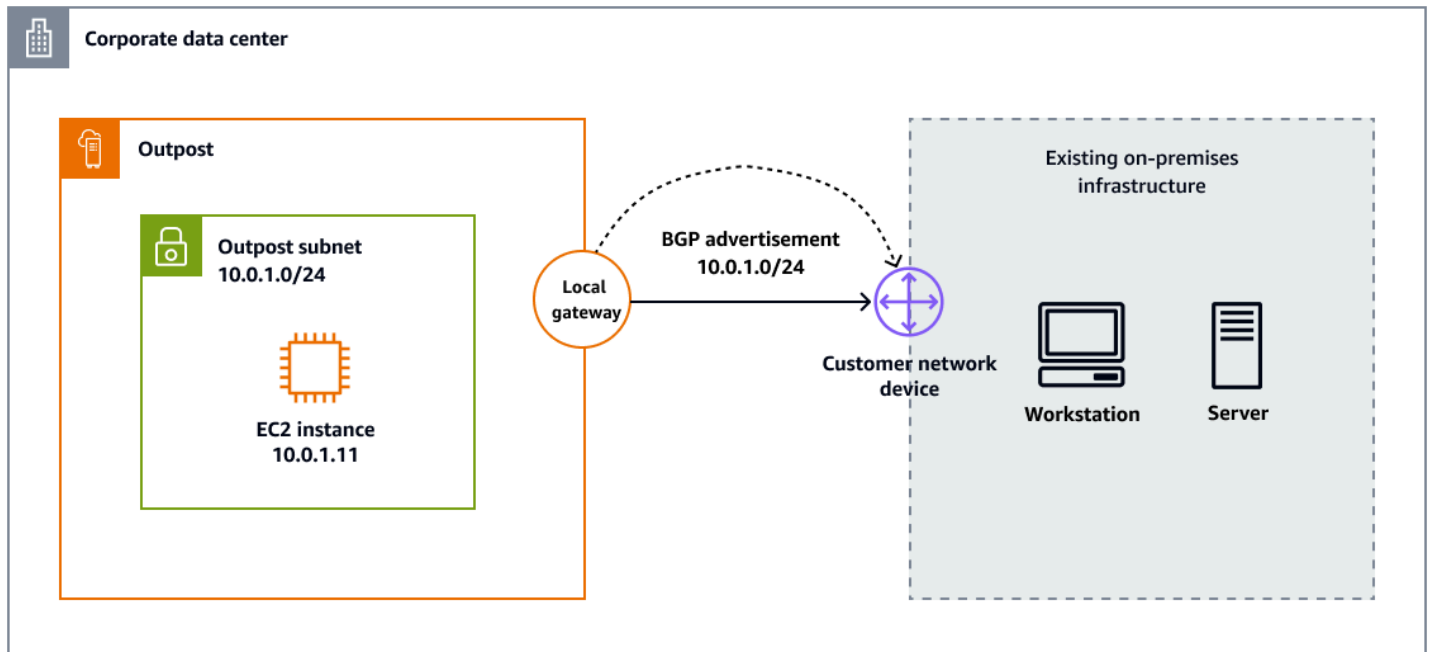 Corporate data center
Outpost
Outpost subnet
10.0.1.0/24
EC2 instance
10.0.1.11
Local
gateway
BGP advertisement
10.0.1.0/24
Customer network
device
Existing on-premises
infrastructure
Workstation
Server